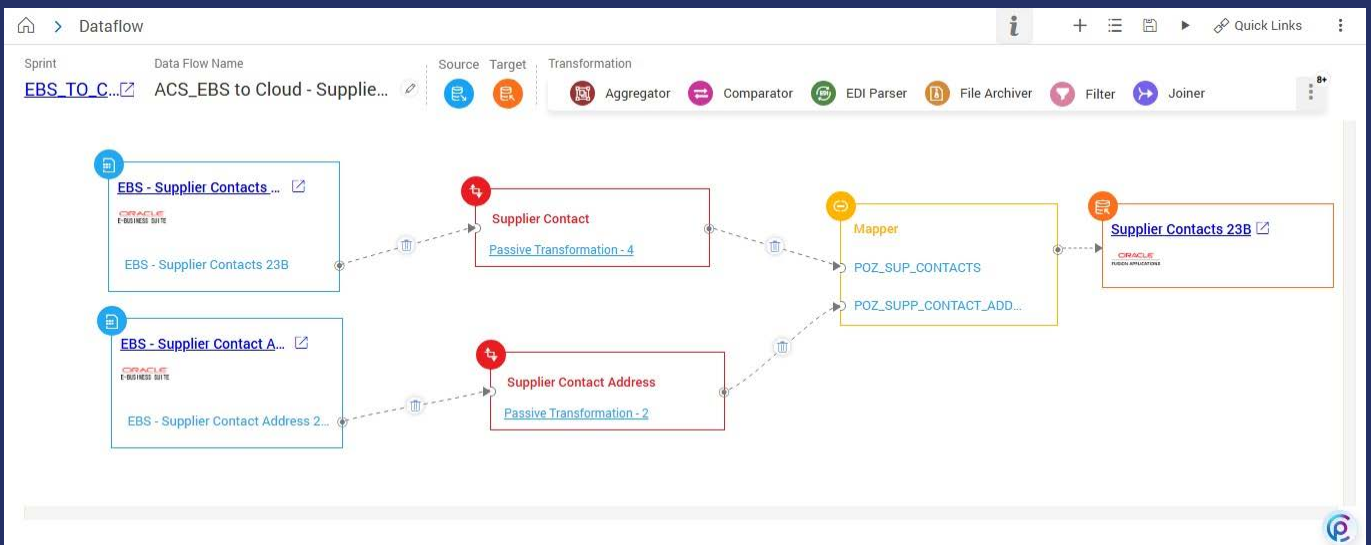 Dataflow
Quick Links
Sprint
Data Flow Name
Source
Target
Transformation
EBS_TO_C...
ACS_EBS to Cloud - Supplie...
Aggregator
Comparator
EDI Parser
File Archiver
Filter
Joiner
8+
EBS - Supplier Contacts ...
ORACLE
E-BUSINESS SUITE
EBS - Supplier Contacts 23B
Supplier Contact
Passive Transformation - 4
Mapper
POZ_SUP_CONTACTS
POZ_SUPP_CONTACT_ADD...
Supplier Contacts 23B
ORACLE
FUSION APPLICATIONS
EBS - Supplier Contact A...
ORACLE
E-BUSINESS SUITE
EBS - Supplier Contact Address 2...
Supplier Contact Address
Passive Transformation - 2